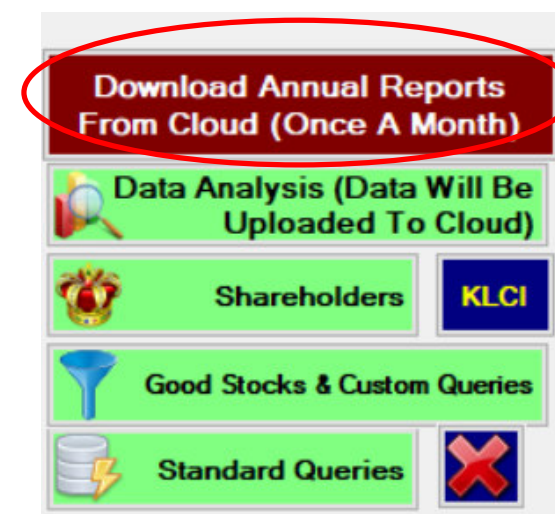 Download Annual Reports
From Cloud (Once A Month)
Data Analysis (Data Will Be
Uploaded To Cloud)
Shareholders
KLCI
Good Stocks & Custom Queries
Standard Queries